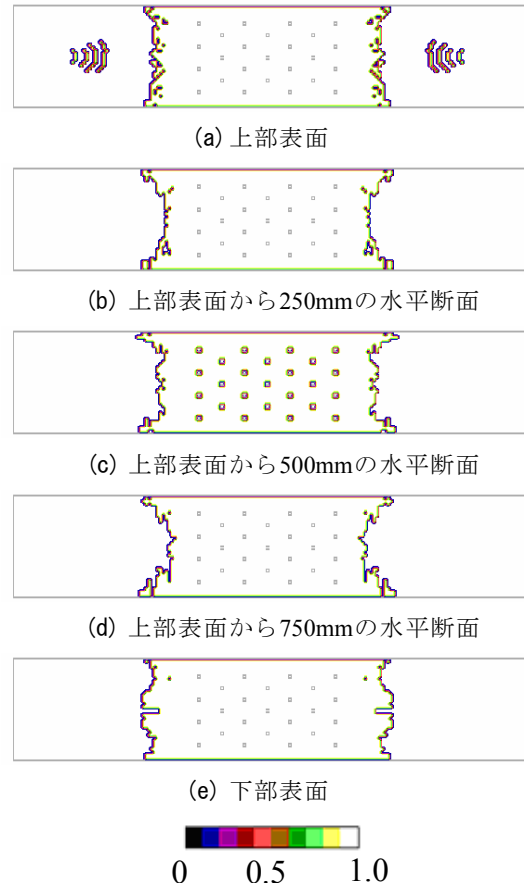 (a) 上部表面
(b) 上部表面から250mmの水平断面
(c) 上部表面から500mmの水平断面
(d) 上部表面から750mmの水平断面
(e) 下部表面
0 0.5 1.0